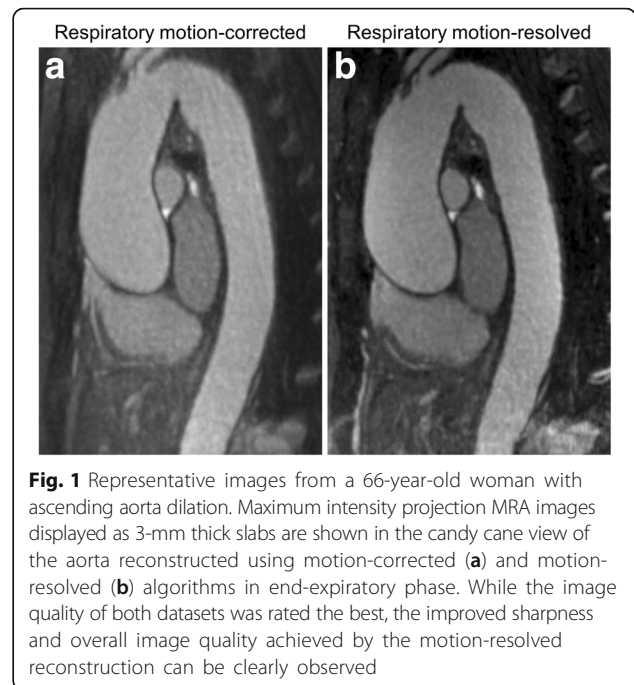 Respiratory motion-corrected
Respiratory motion-resolved
a
b
Fig. 1 Representative images from a 66-year-old woman with
ascending aorta dilation. Maximum intensity projection MRA images
displayed as 3-mm thick slabs are shown in the candy cane view of
the aorta reconstructed using motion-corrected (a) and motion-
resolved (b) algorithms in end-expiratory phase. While the image
quality of both datasets was rated the best, the improved sharpness
and overall image quality achieved by the motion-resolved
reconstruction can be clearly observed